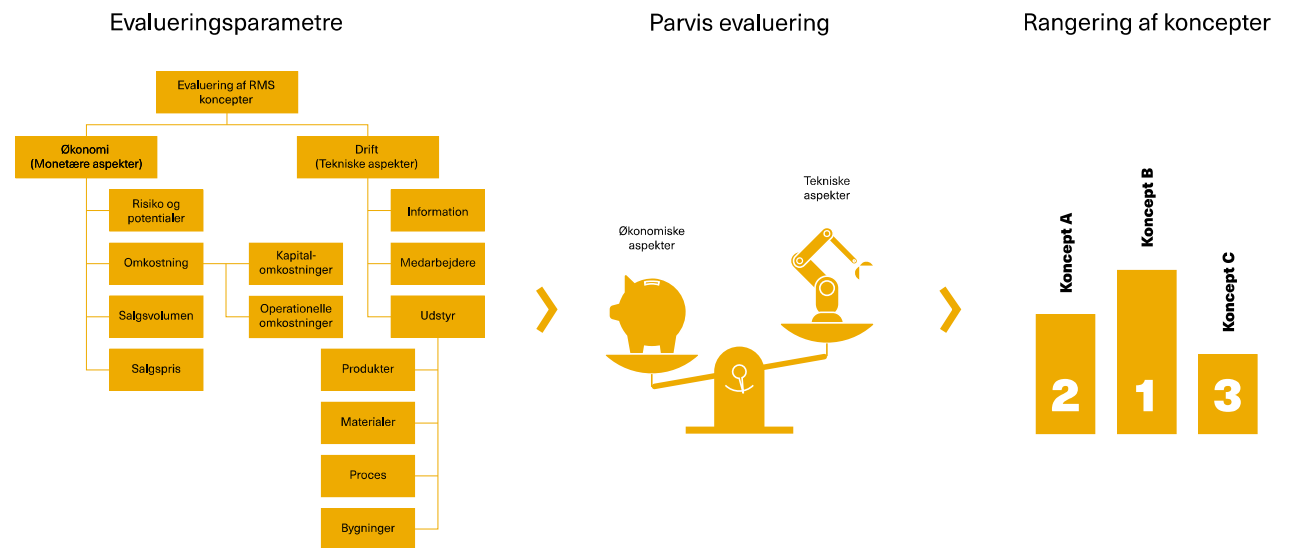 Evalueringsparametre
Evaluering af RMS
koncepter
Økonomi
(Monetære aspekter)
Drift
(Tekniske aspekter)
Risiko og
potentialer
Information
Omkostning
Kapital-
omkostninger
Medarbejdere
Salgsvolumen
Operationelle
omkostninger
Udstyr
Salgspris
Produkter
Materialer
Proces
Bygninger
Parvis evaluering
Økonomiske
aspekter
Tekniske
aspekter
Rangering af koncepter
Koncept A
2
Koncept B
1
Koncept C
3